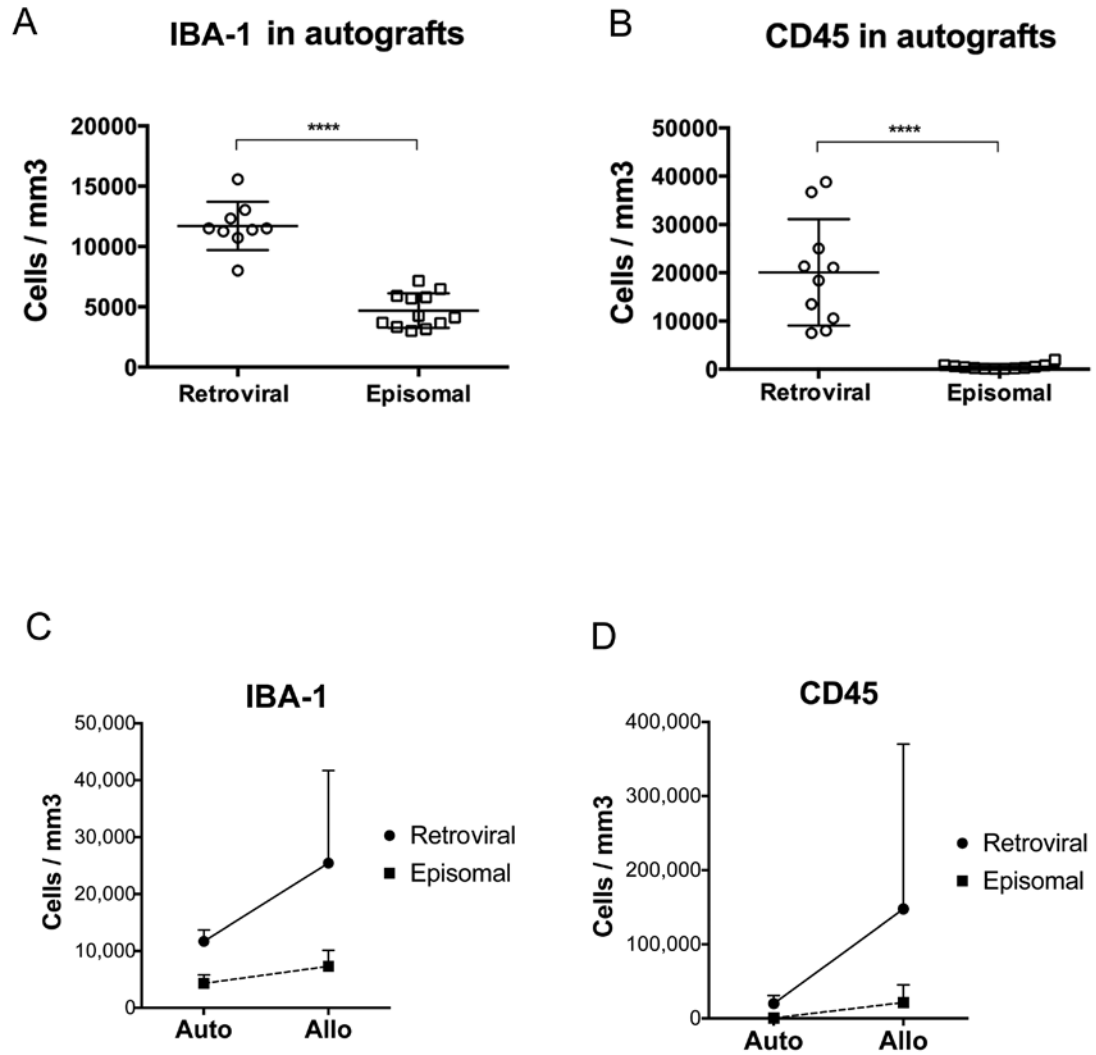 A
IBA-1 in autografts
B
CD45 in autografts
Cells / mm3
20000
15000
10000
5000
0
****
Retroviral
Episomal
Cells / mm3
50000
40000
30000
20000
10000
0
****
Retroviral
Episomal
C
IBA-1
Cells / mm3
50,000
40,000
30,000
20,000
10,000
0
Auto
Allo
Retroviral
Episomal
D
CD45
Cells / mm3
400,000
300,000
200,000
100,000
0
Auto
Allo
Retroviral
Episomal